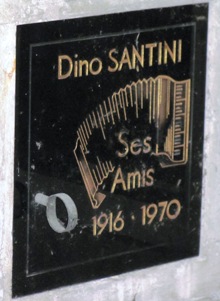 Dino SANTINI
Ses
Amis
1916 - 1970